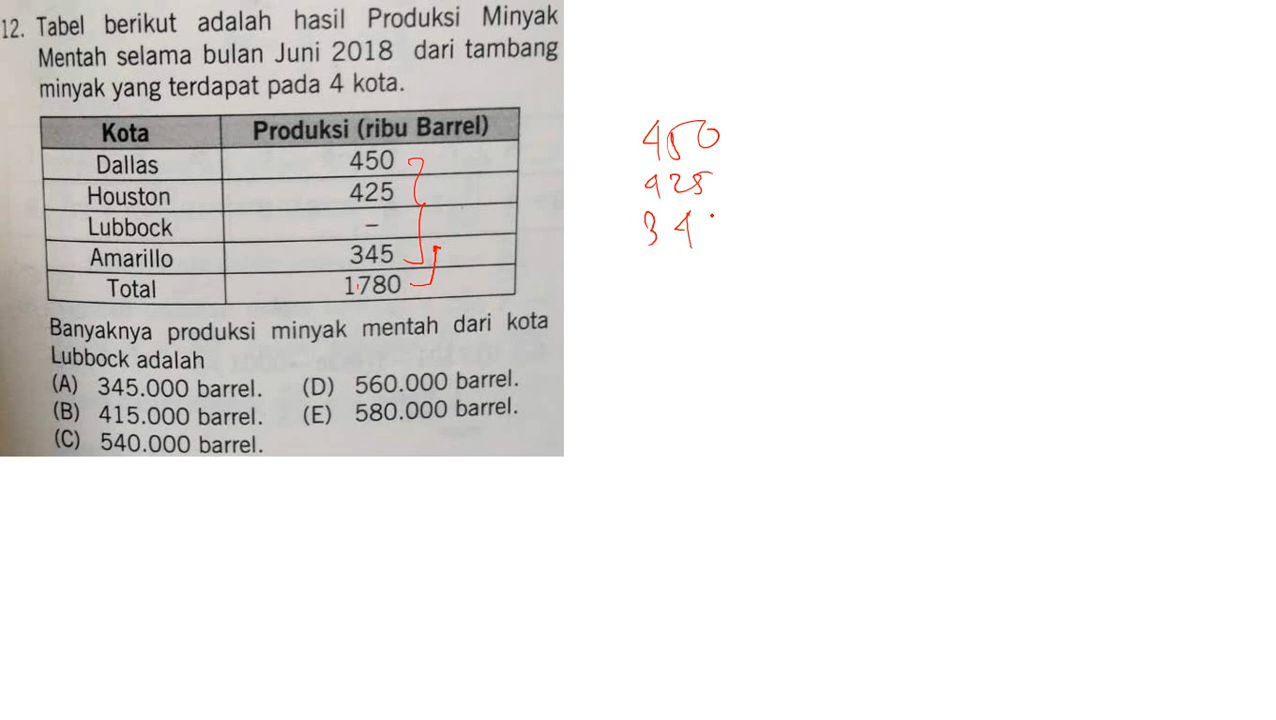 12. Tabel berikut adalah hasil Produksi Minyak
Mentah selama bulan Juni 2018 dari tambang
minyak yang terdapat pada 4 kota.
Kota Produksi (ribu Barrel)
Dallas 450
Houston 425
Lubbock –
Amarillo 345
Total 1780
Banyaknya produksi minyak mentah dari kota
Lubbock adalah
(A) 345.000 barrel. (D) 560.000 barrel.
(B) 415.000 barrel. (E) 580.000 barrel.
(C) 540.000 barrel.
450
425
34